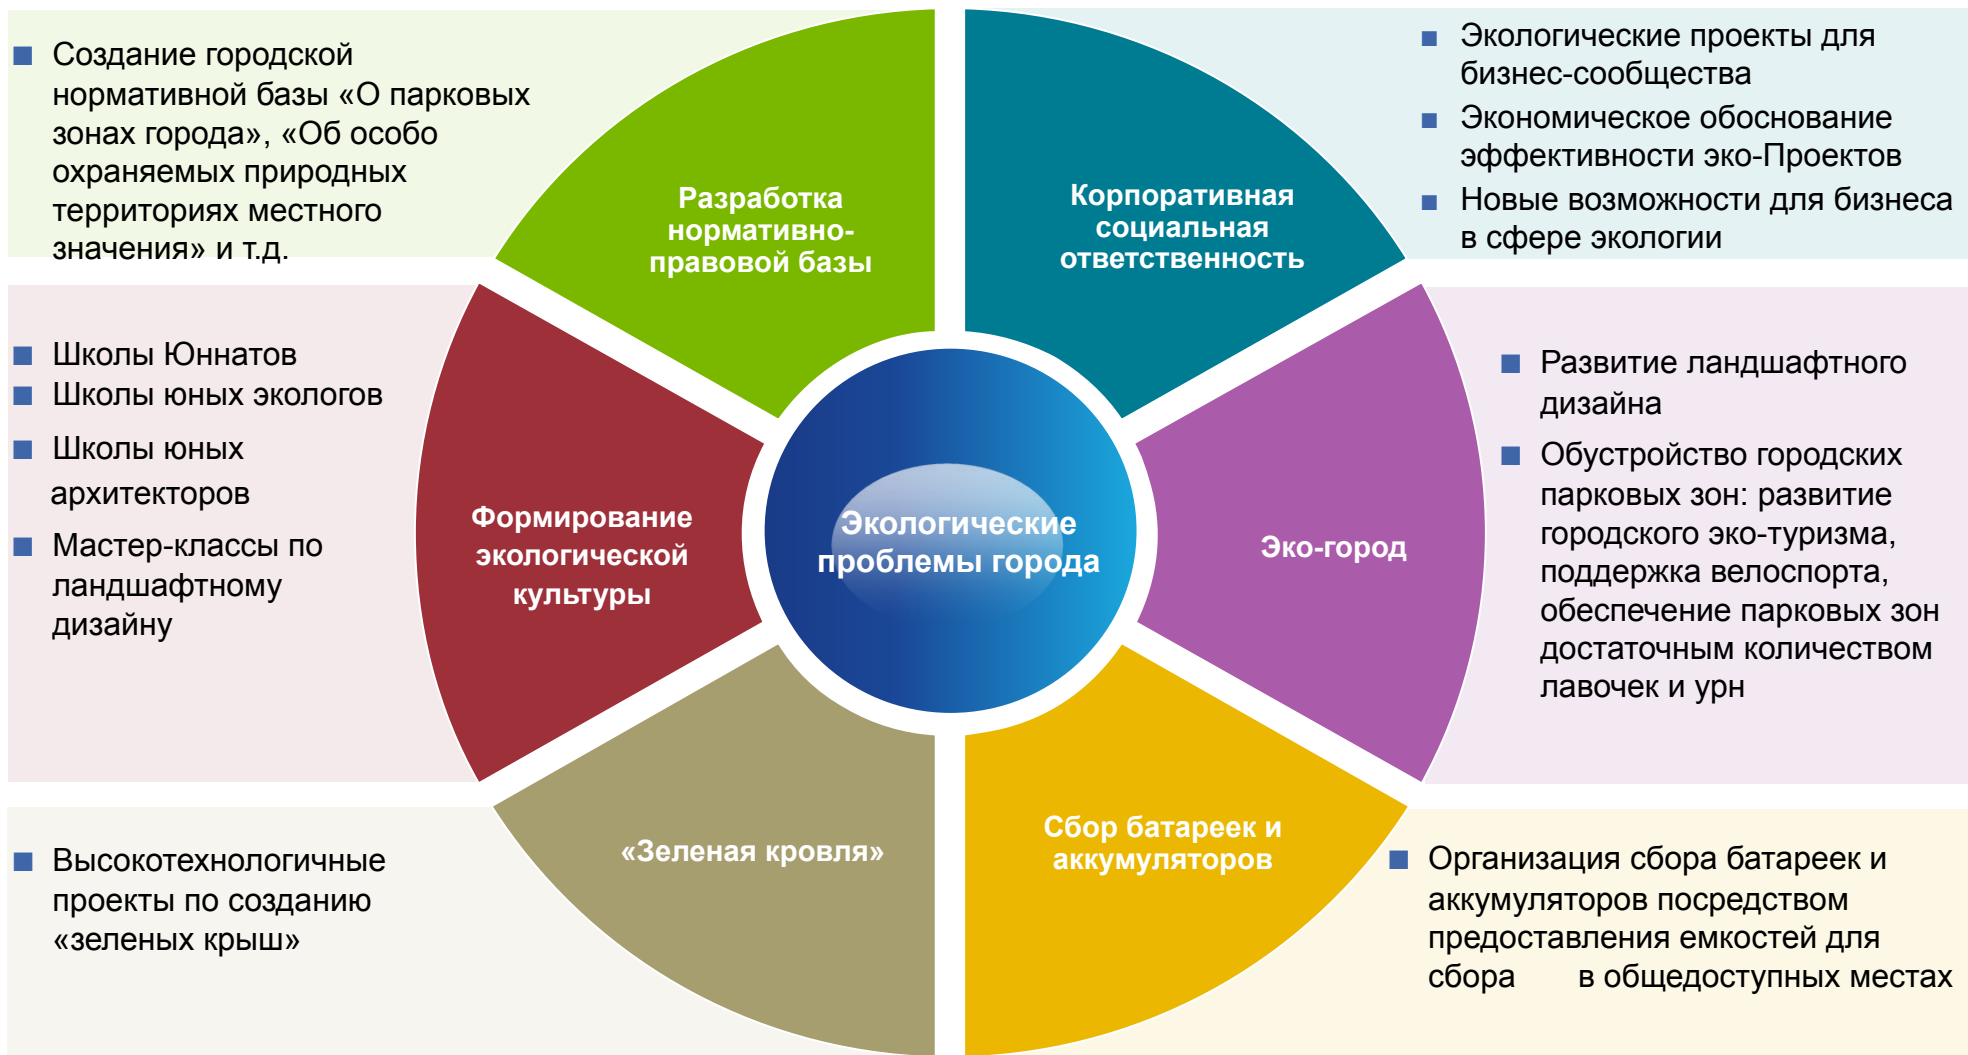 Создание городской
нормативной базы «О парковых
зонах города», «Об особо
охраняемых природных
территориях местного
значения» и т.д.
Разработка
нормативно-
правовой базы
Корпоративная
социальная
ответственность
Экологические проекты для
бизнес-сообщества
Экономическое обоснование
эффективности эко-Проектов
Новые возможности для бизнеса
в сфере экологии
Школы Юннатов
Школы юных экологов
Школы юных
архитекторов
Мастер-классы по
ландшафтному
дизайну
Формирование
экологической
культуры
Экологические
проблемы города
Эко-город
Развитие ландшафтного
дизайна
Обустройство городских
парковых зон: развитие
городского эко-туризма,
поддержка велоспорта,
обеспечение парковых зон
достаточным количеством
лавочек и урн
Высокотехнологичные
проекты по созданию
«зеленых крыш»
«Зеленая кровля»
Сбор батареек и
аккумуляторов
Организация сбора батареек и
аккумуляторов посредством
предоставления емкостей для
сбора в общедоступных местах